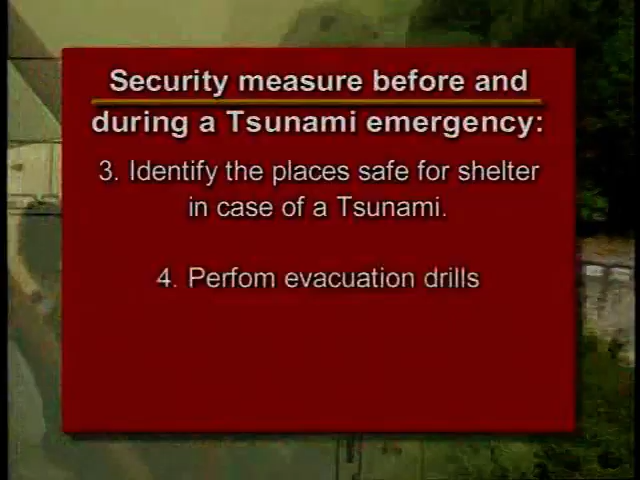 Security measure before and
during a Tsunami emergency:
3. Identify the places safe for shelter
in case of a Tsunami.
4. Perfom evacuation drills